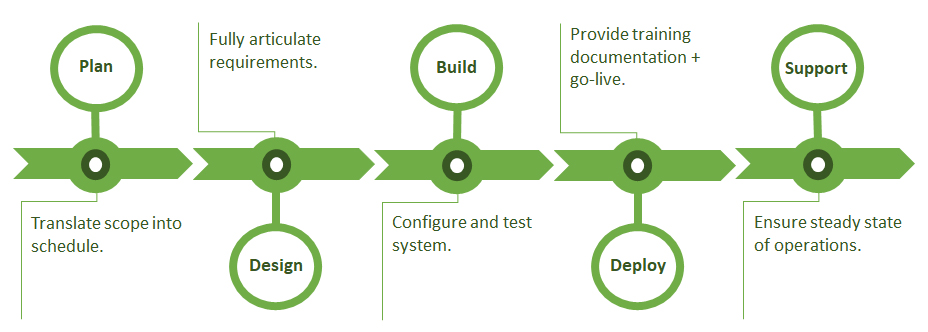 Plan
Translate scope into
schedule.
Fully articulate
requirements.
Design
Build
Configure and test
system.
Provide training
documentation +
go-live.
Deploy
Support
Ensure steady state
of operations.